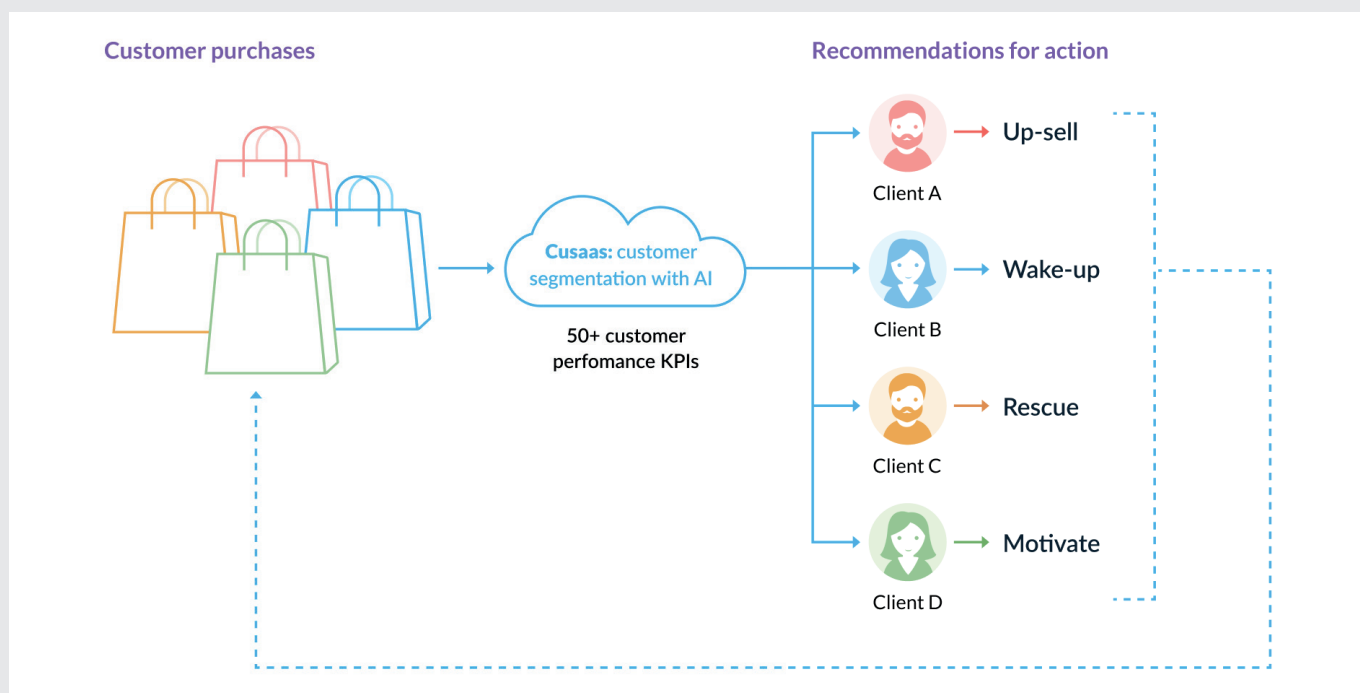 Customer purchases
Recommendations for action
Cusaas: customer
segmentation with AI
50+ customer
perfomance KPIs
Up-sell
Client A
Wake-up
Client B
Rescue
Client C
Motivate
Client D